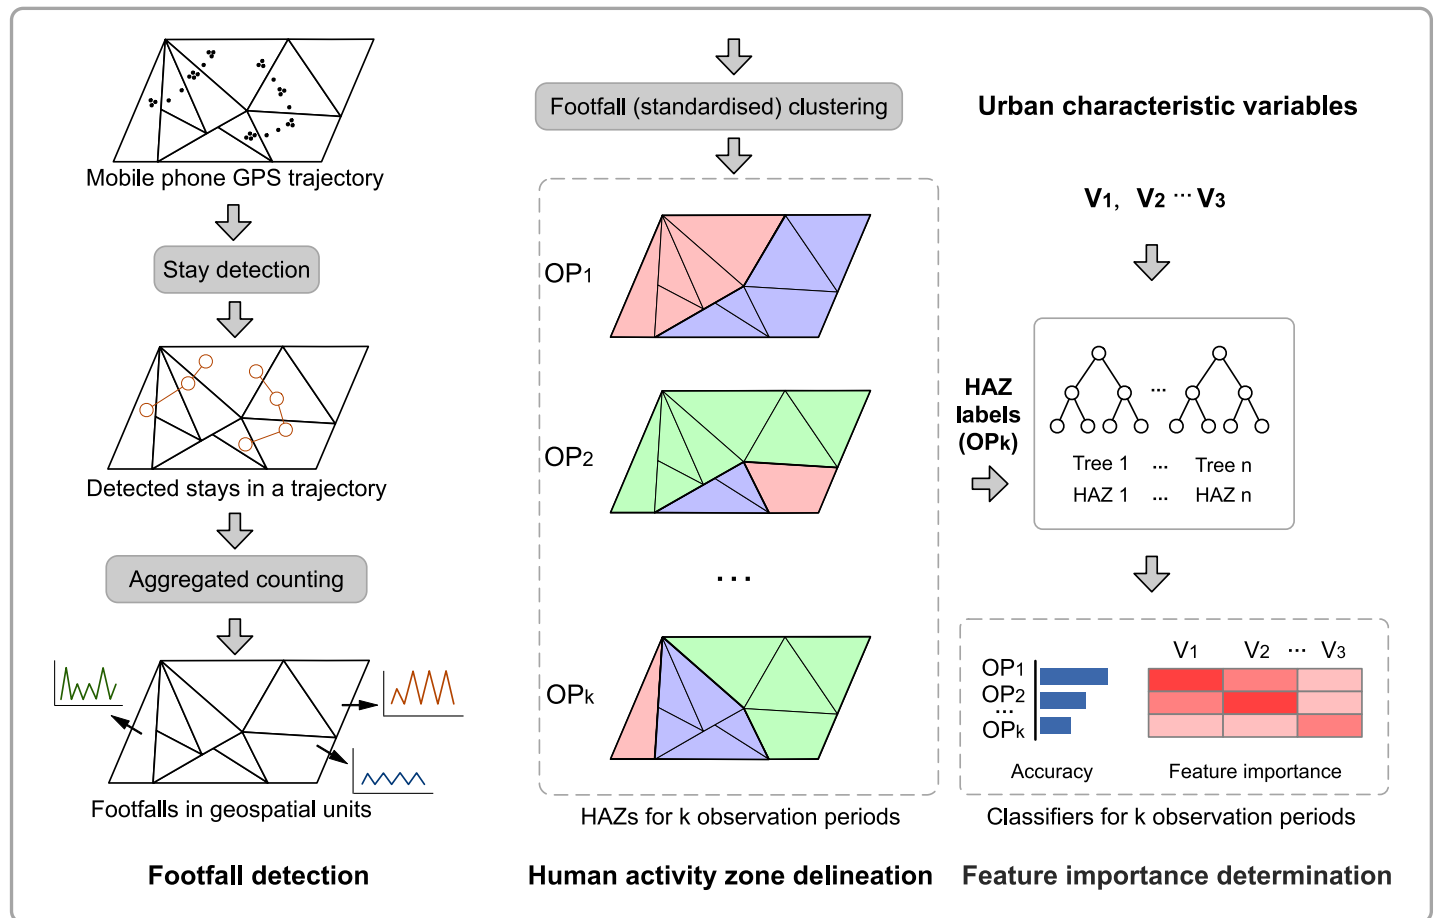 Mobile phone GPS trajectory
Stay detection
Detected stays in a trajectory
Aggregated counting
Footfalls in geospatial units
Footfall detection
Footfall (standardised) clustering
OP1
OP2
...
OPk
HAZs for k observation periods
Human activity zone delineation
Urban characteristic variables
V1, V2 ... V3
HAZ
labels
(OPk)
...
Tree 1 ... Tree n
HAZ 1 ... HAZ n
V1 V2 ... V3
OP1
OP2
...
OPk
Accuracy
Feature importance
Classifiers for k observation periods
Feature importance determination